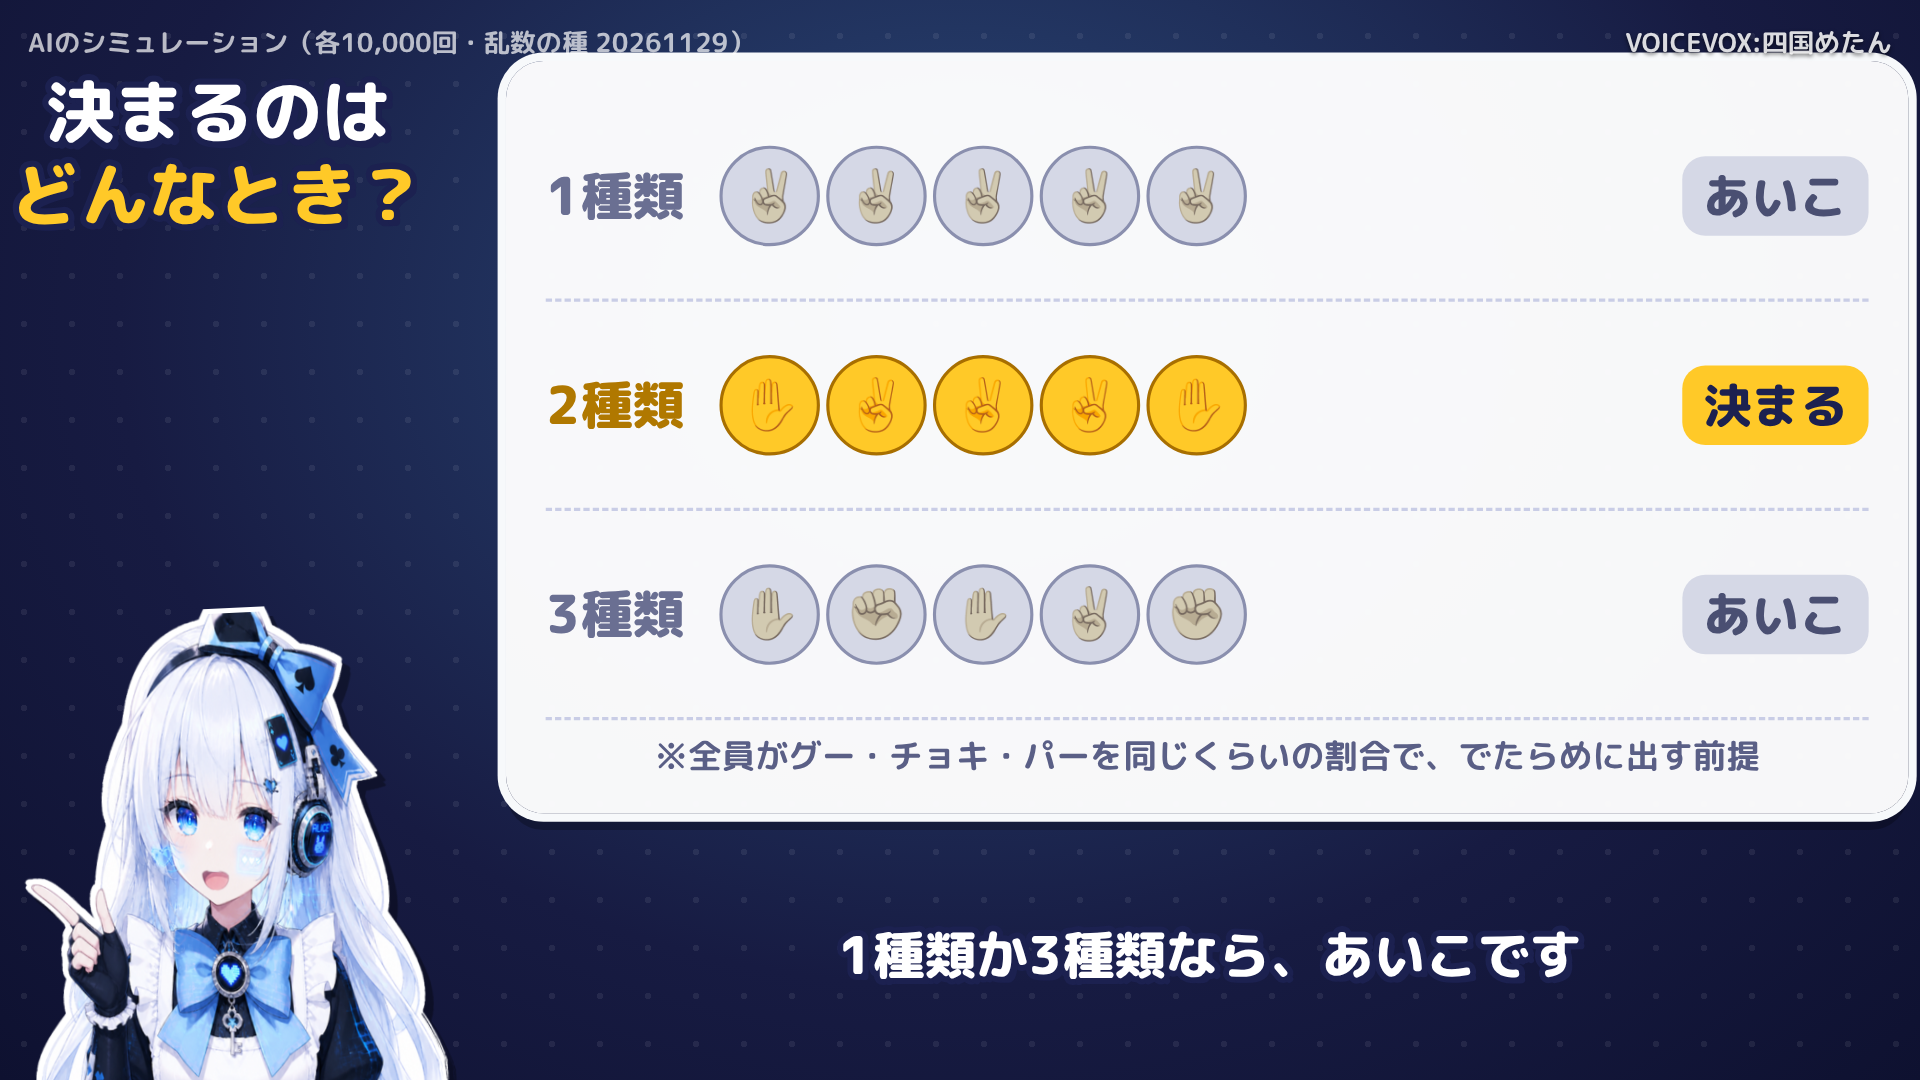 AIのシミュレーション（各10,000回・乱数の種 20261129）
VOICEVOX:四国めたん
決まるのは
どんなとき？
1種類
あいこ
2種類
決まる
3種類
あいこ
※全員がグー・チョキ・パーを同じくらいの割合で、でたらめに出す前提
1種類か3種類なら、あいこです